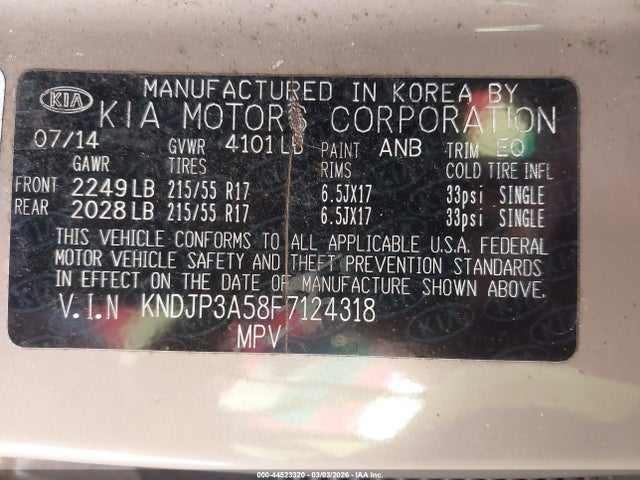 MANUFACTURED IN KOREA BY
KIA KIA MOTORS CORPORATION
07/14 GVWR 4101 LB PAINT ANB TRIM EQ
GAWR TIRES RIMS COLD TIRE INFL
FRONT 2249 LB 215/55 R17 6.5JX17 33psi SINGLE
REAR 2028 LB 215/55 R17 6.5JX17 33psi SINGLE
THIS VEHICLE CONFORMS TO ALL APPLICABLE U.S.A. FEDERAL
MOTOR VEHICLE SAFETY AND THEFT PREVENTION STANDARDS
IN EFFECT ON THE DATE OF MANUFACTURE SHOWN ABOVE.
V.I.N KNDJP3A58F7124318
MPV
000-44523320 - 03/03/2026 - IAA Inc.